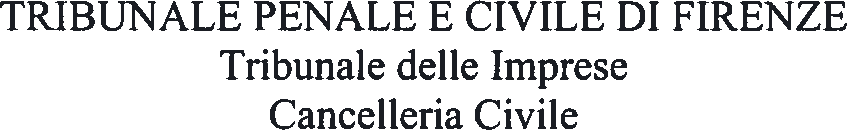 TRIBUNALE PENALE E CIVILE DI FIRENZE
Tribunale delle Imprese
Cancelleria Civile